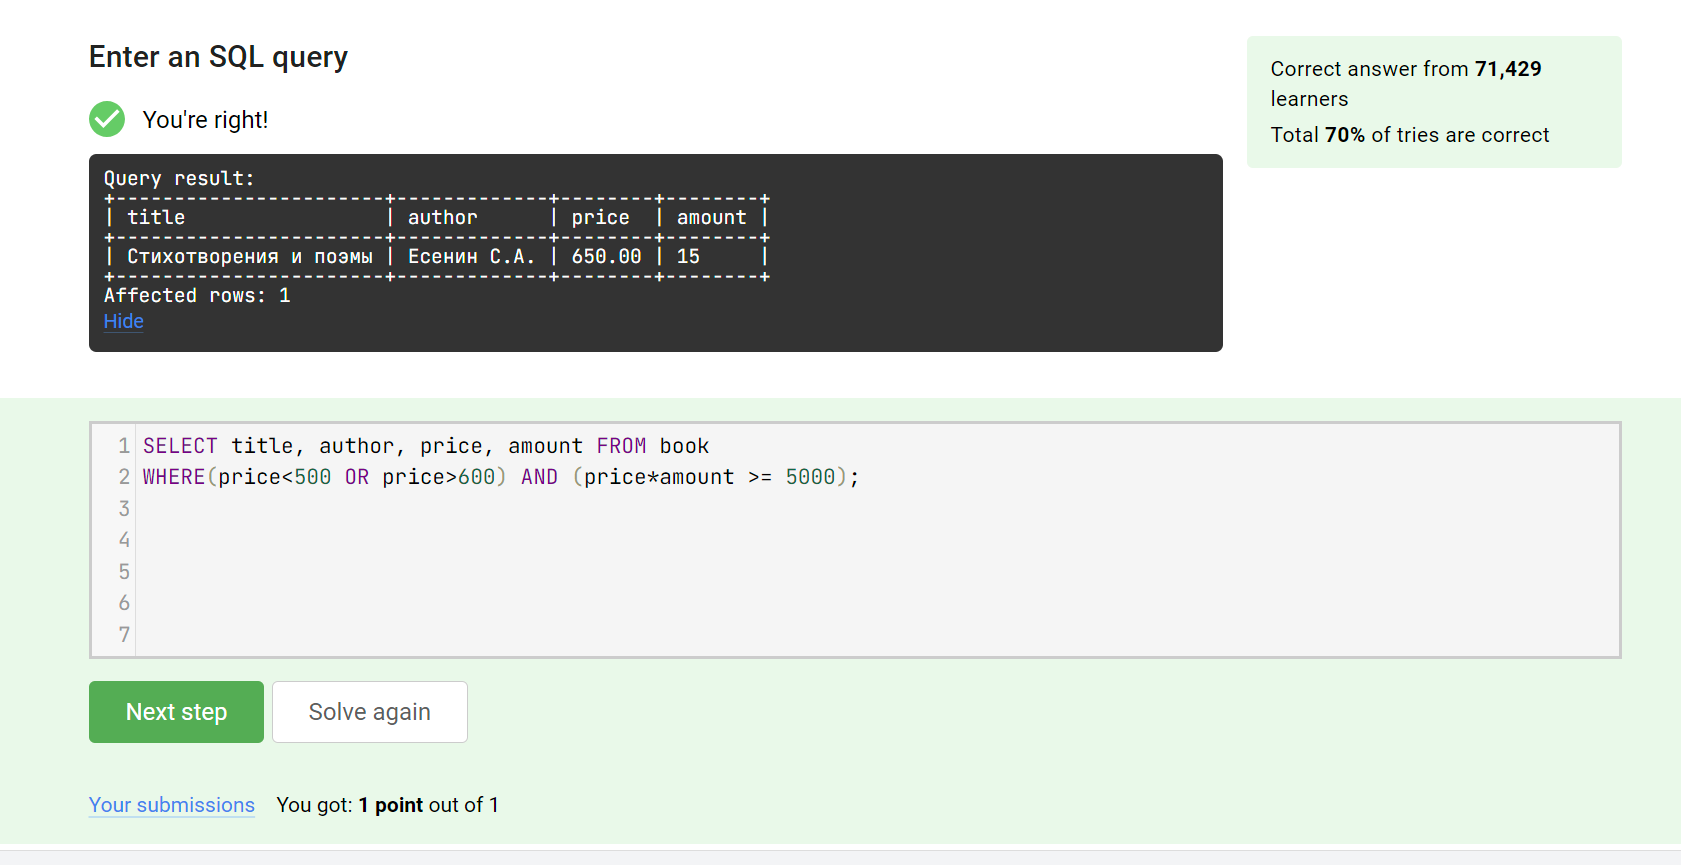 Enter an SQL query
You're right!
Correct answer from 71,429
learners
Total 70% of tries are correct
Query result:
+-----------------------+-------------+--------+--------+
| title                 | author      | price  | amount |
+-----------------------+-------------+--------+--------+
| Стихотворения и поэмы | Есенин С.А. | 650.00 | 15     |
+-----------------------+-------------+--------+--------+
Affected rows: 1
Hide
1 SELECT title, author, price, amount FROM book
2 WHERE(price<500 OR price>600) AND (price*amount >= 5000);
3
4
5
6
7
Next step
Solve again
Your submissions You got: 1 point out of 1